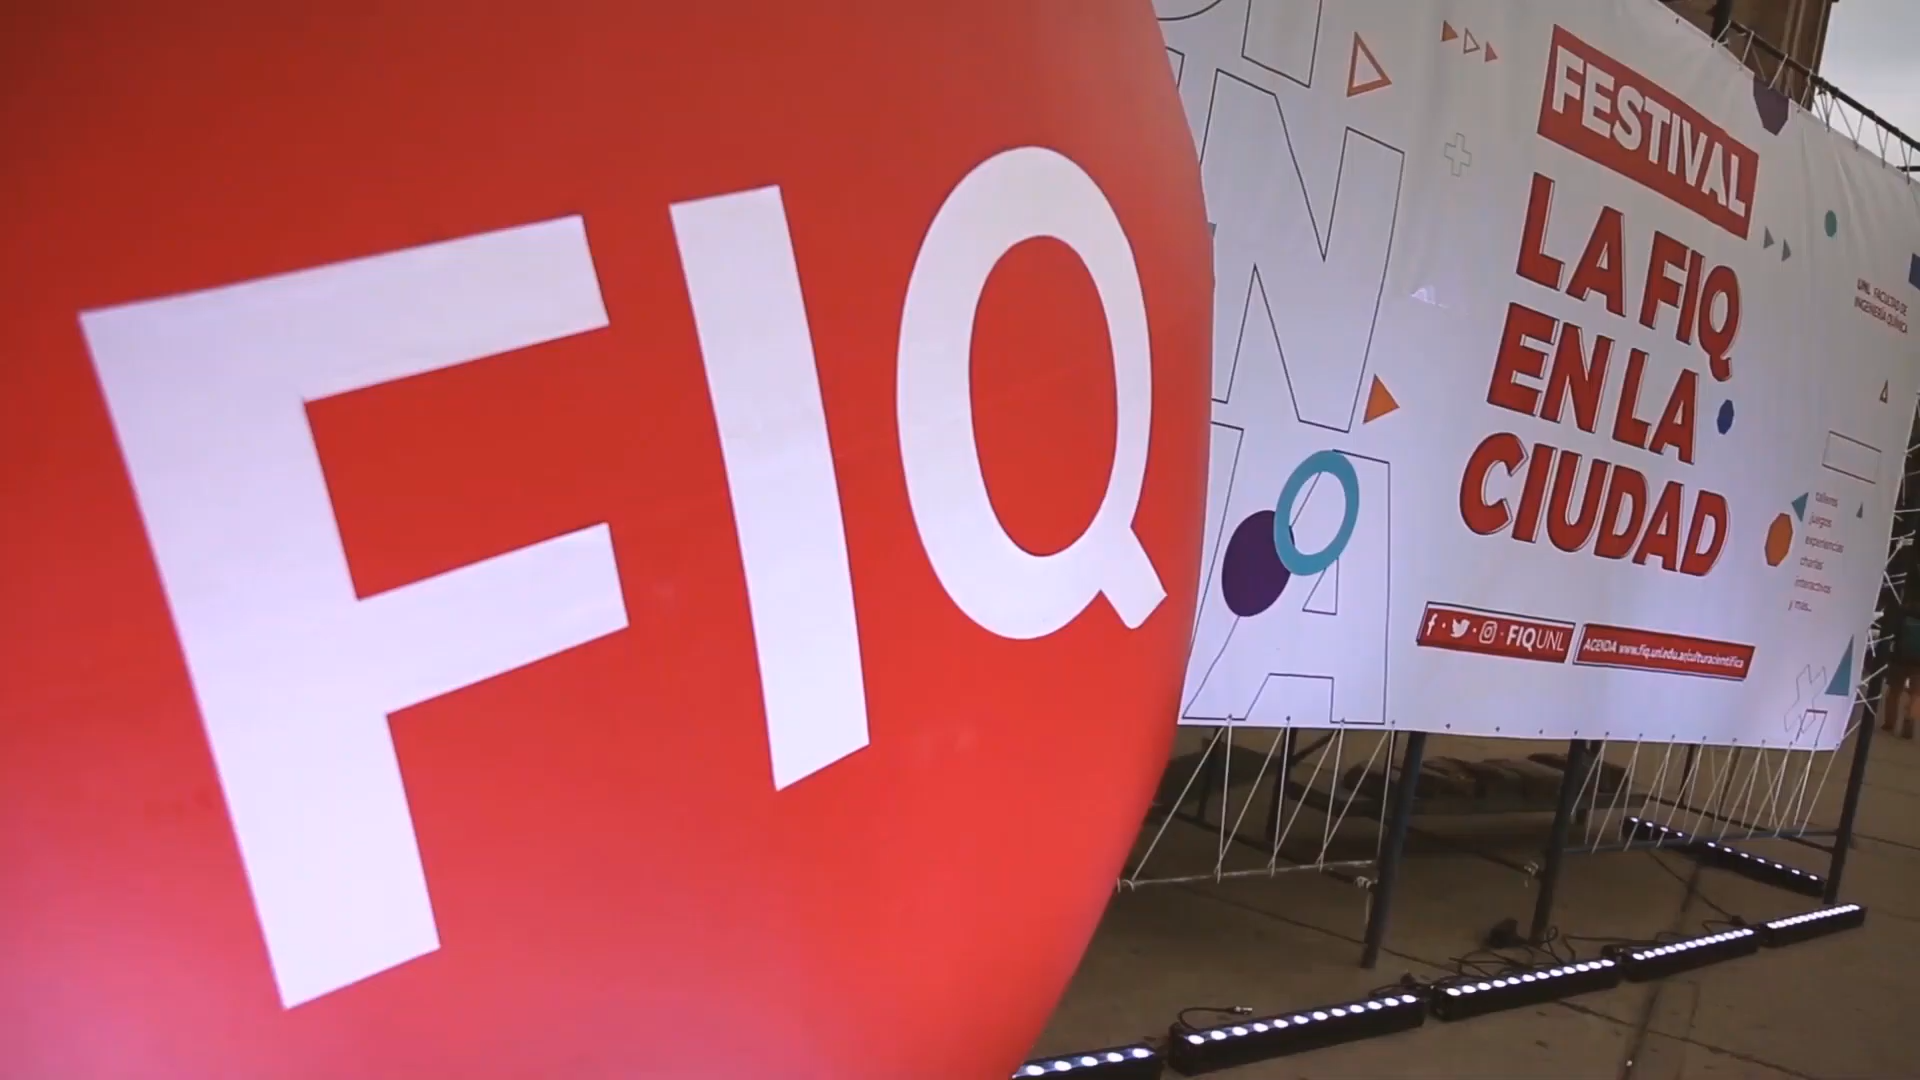 FIQ
FESTIVAL
LA FIQ
EN LA
CIUDAD
FIQUNL
AGENDA www.fiq.unl.edu.ar/culturacientifica
UNL FACULTAD DE
INGENIERÍA QUÍMICA
talleres
juegos
experiencias
charlas
interactivos
y más...